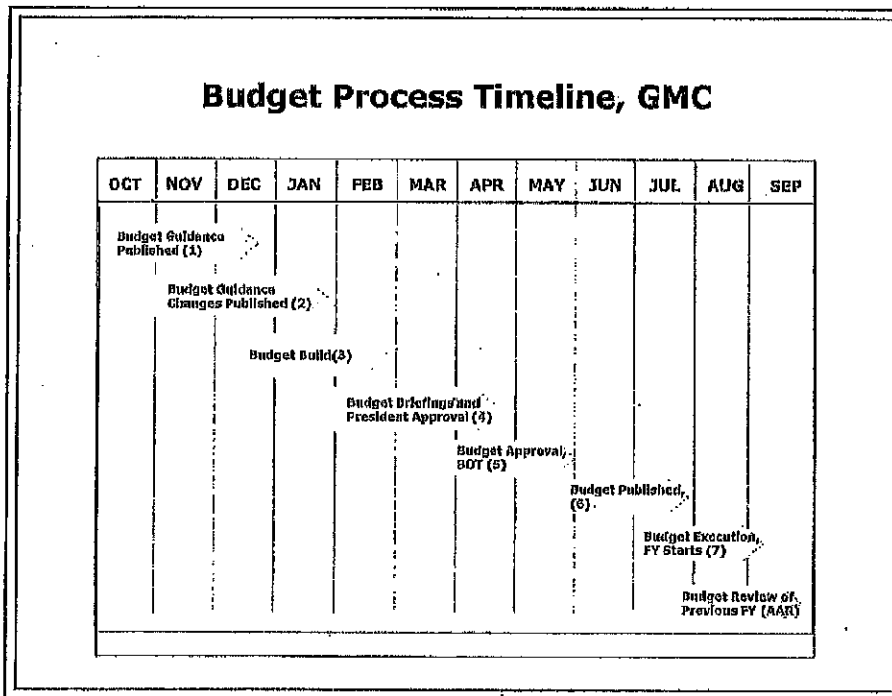 Budget Process Timeline, GMC
OCT NOV DEC JAN FEB MAR APR MAY JUN JUL AUG SEP
Budget Guidance
Published (1)
Budget Guidance
Changes Published (2)
Budget Build(3)
Budget Briefings and
President Approval (4)
Budget Approval,
BOT (5)
Budget Published,
(6)
Budget Execution,
FY Starts (7)
Budget Review of
Previous FY (AAR)